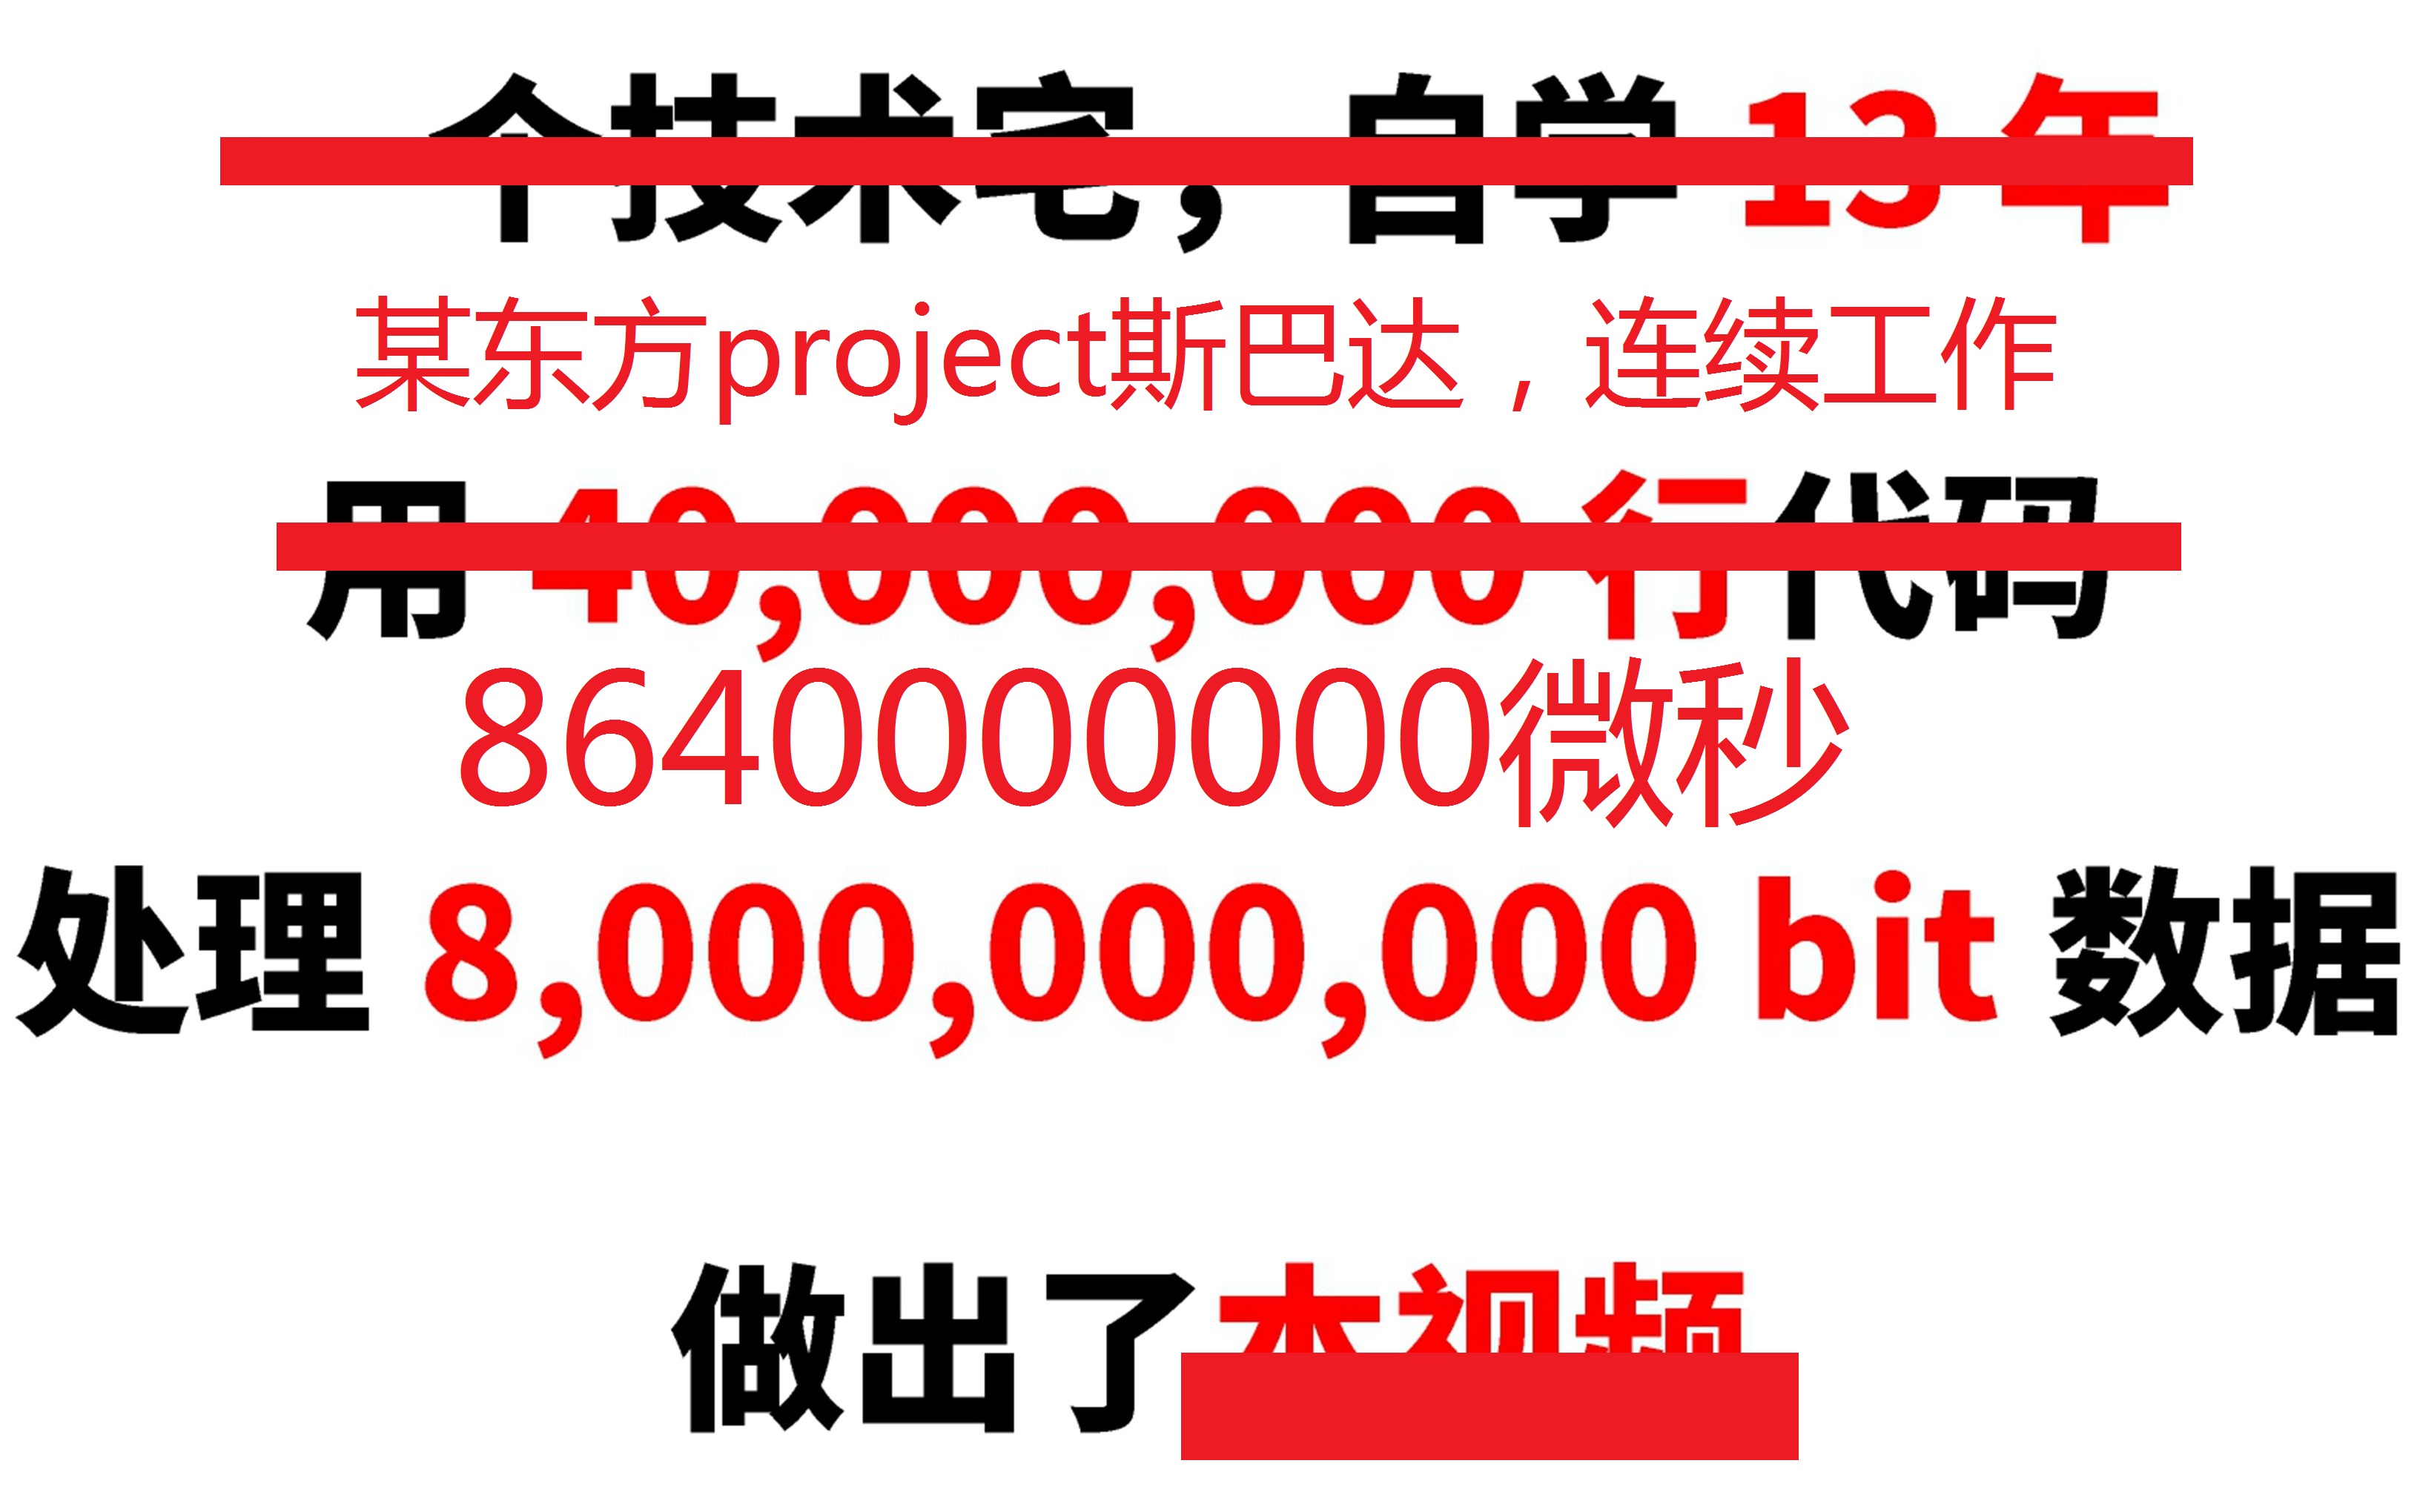 一个技术宅，自学 13 年
某东方project斯巴达，连续工作
用 40,000,000 行代码
86400000000微秒
处理 8,000,000,000 bit 数据
做出了本视频